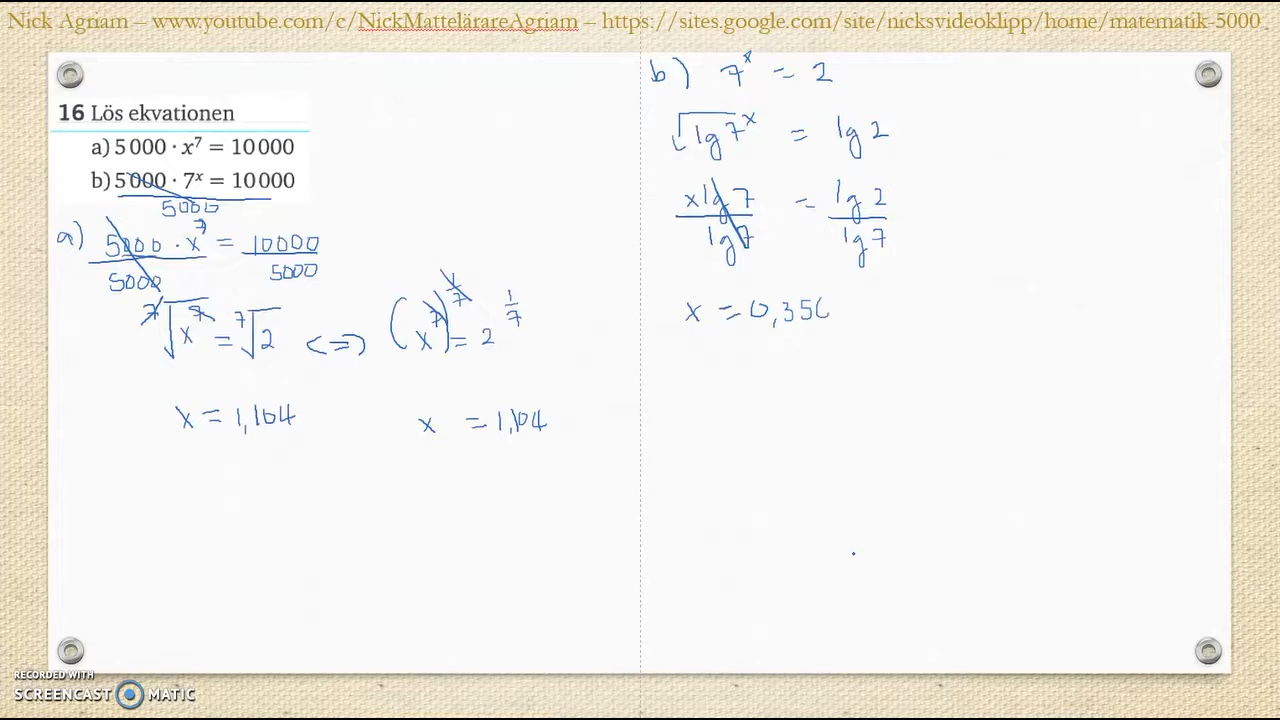 Nick Agriam – www.youtube.com/c/NickMattelärareAgriam – https://sites.google.com/site/nicksvideoklipp/home/matematik-5000
16 Lös ekvationen
a) 5 000 · x⁷ = 10 000
b) 5 000 · 7ˣ = 10 000
5000
a) 5000 · x⁷ = 10000
5000 5000
⁷√x⁷ = ⁷√2 <=> (x⁷)^1/7 = 2^1/7
x = 1,104 x = 1,104
b) 7ˣ = 2
lg 7ˣ = lg 2
x lg 7 = lg 2
lg 7 lg 7
x = 0,35
RECORDED WITH
SCREENCAST MATIC